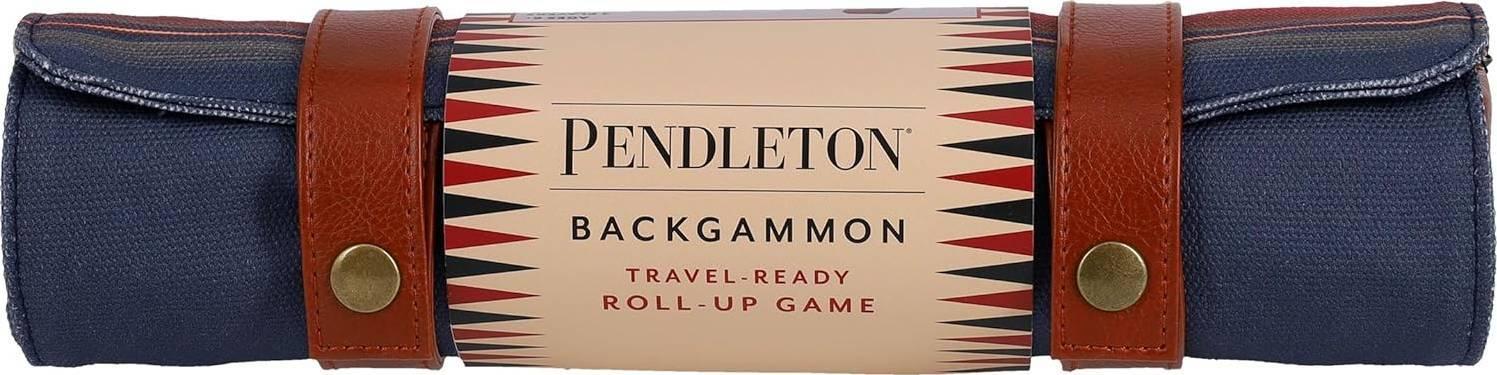 PENDLETON®
BACKGAMMON
TRAVEL-READY
ROLL-UP GAME